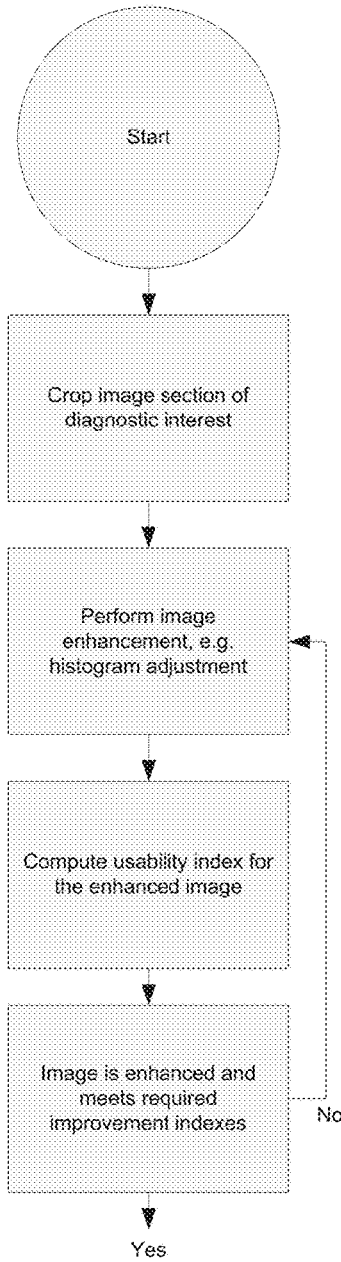 Start
Crop image section of
diagnostic interest
Perform image
enhancement, e.g.
histogram adjustment
Compute usability index for
the enhanced image
Image is enhanced and
meets required
improvement indexes
No
Yes